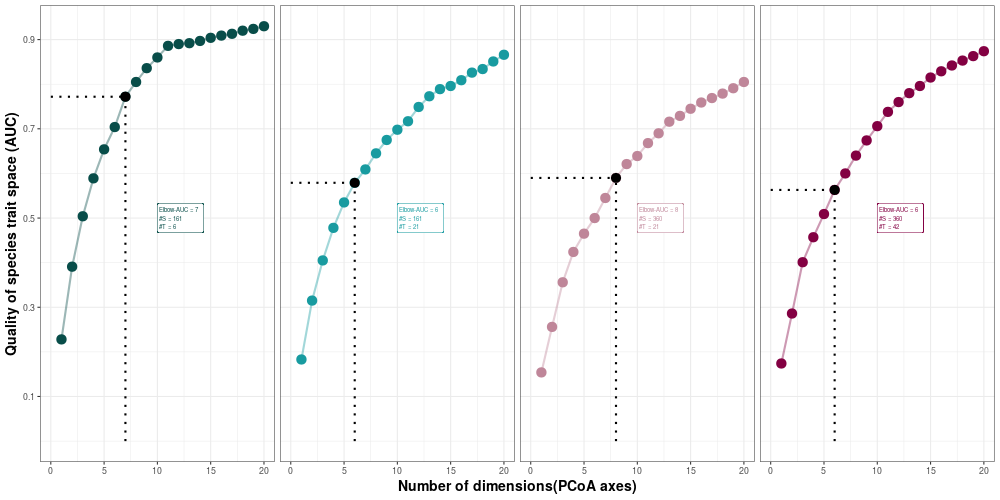 Quality of species trait space (AUC)
0.9
0.7
0.5
0.3
0.1
Elbow-AUC = 7
#S = 161
#T = 6
Elbow-AUC = 6
#S = 161
#T = 21
Elbow-AUC = 8
#S = 360
#T = 21
Elbow-AUC = 6
#S = 360
#T = 42
0 5 10 15 20
0 5 10 15 20
0 5 10 15 20
0 5 10 15 20
Number of dimensions(PCoA axes)